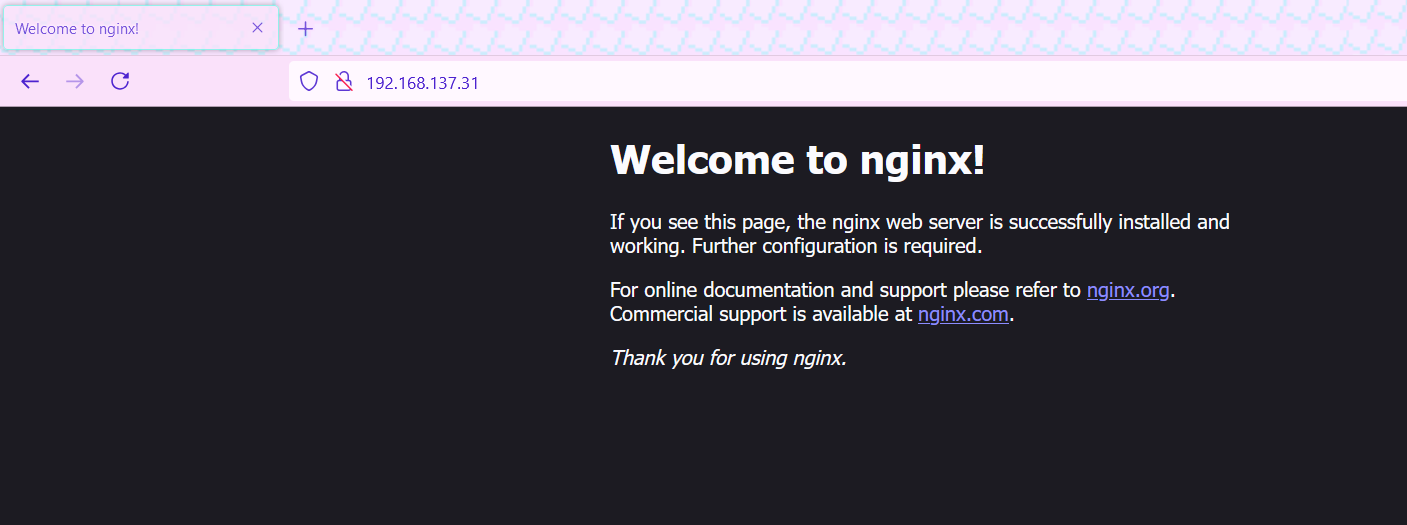 Welcome to nginx!
192.168.137.31
Welcome to nginx!
If you see this page, the nginx web server is successfully installed and
working. Further configuration is required.
For online documentation and support please refer to nginx.org.
Commercial support is available at nginx.com.
Thank you for using nginx.